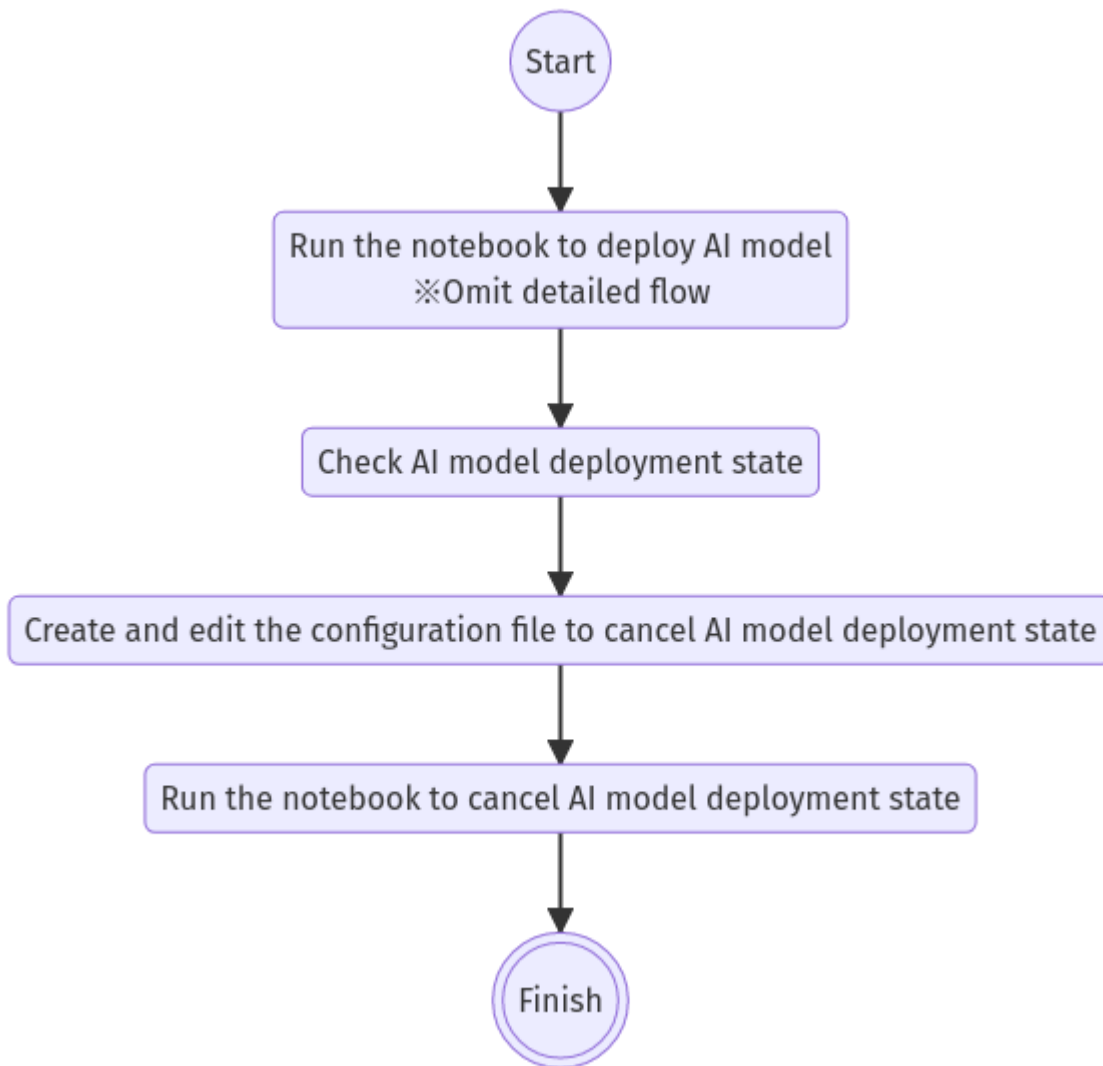 Start
Run the notebook to deploy AI model
※Omit detailed flow
Check AI model deployment state
Create and edit the configuration file to cancel AI model deployment state
Run the notebook to cancel AI model deployment state
Finish